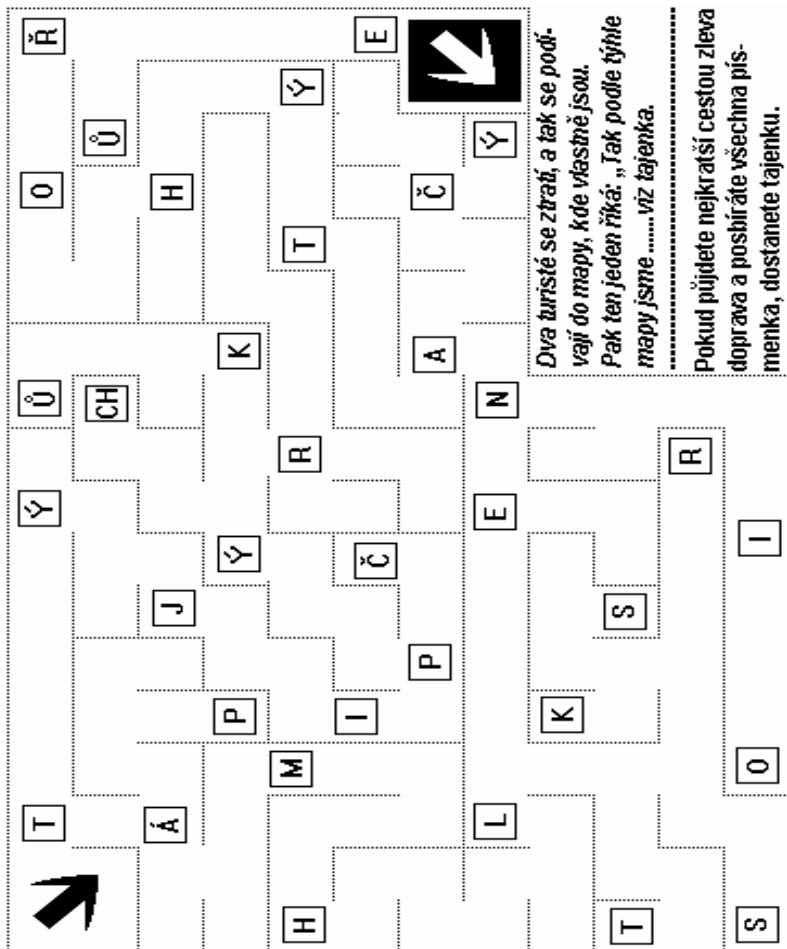 T Ý Ů O Ř
CH Ů
Á J H
P Ý K
H M R T Ý
I Č E
P A Č
L E N Ý
K
T S
R
S O I
Dva turisté se ztratí, a tak se podí-
vají do mapy, kde vlastně jsou.
Pak ten jeden říká: „Tak podle týhle
mapy jsme ......viz tajenka.
Pokud půjdete nejkratší cestou zleva
doprava a posbíráte všechna pís-
menka, dostanete tajenku.